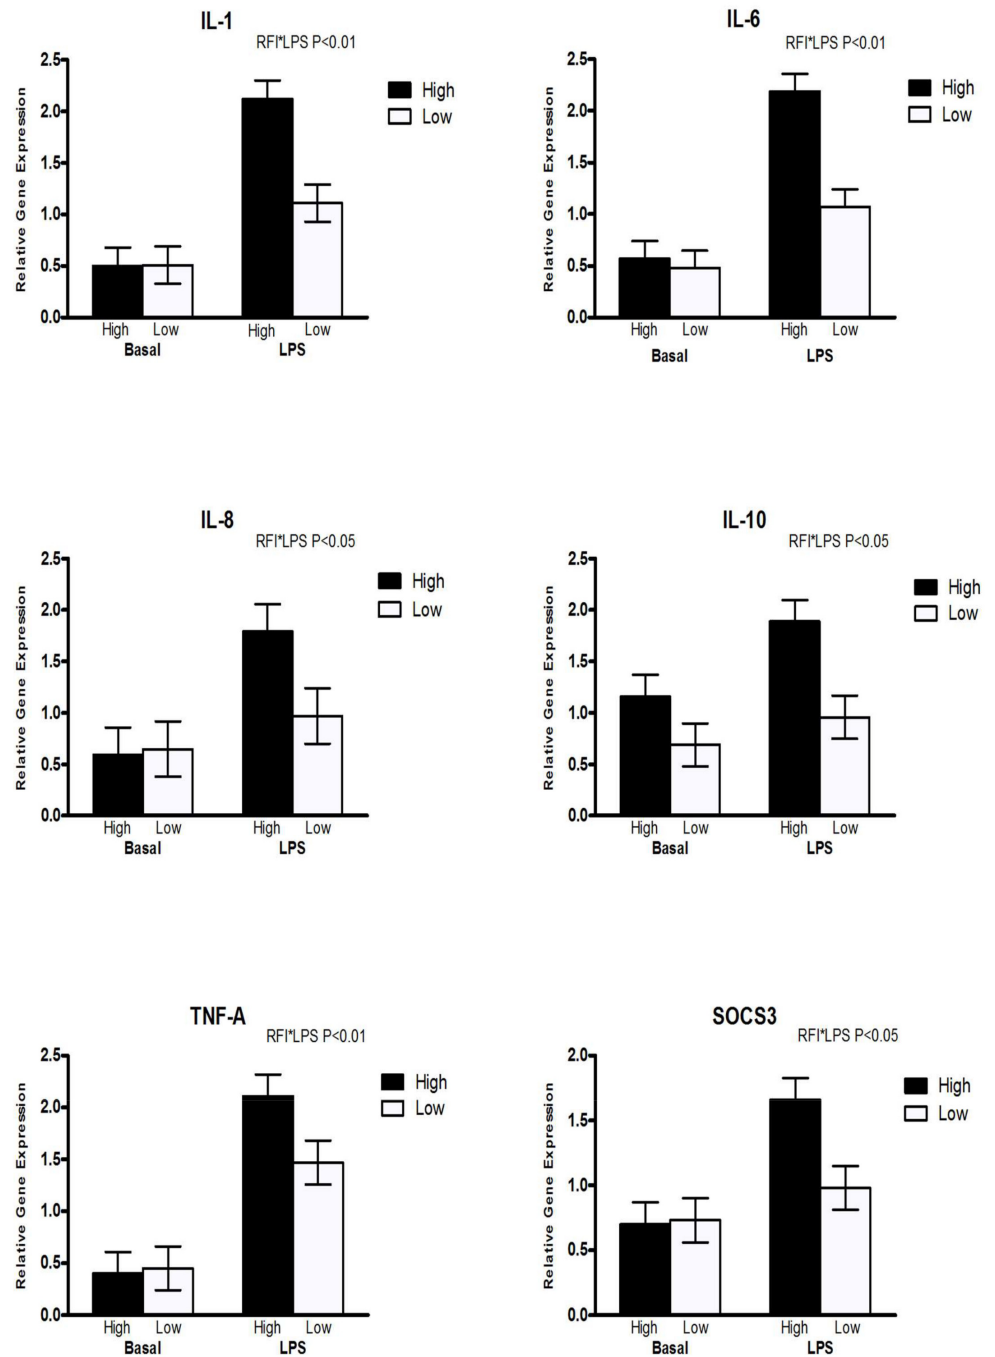 IL-1
RFI*LPS P<0.01
Relative Gene Expression
2.5
2.0
1.5
1.0
0.5
0.0
High
Low
High Low High Low
Basal LPS
IL-6
RFI*LPS P<0.01
Relative Gene Expression
2.5
2.0
1.5
1.0
0.5
0.0
High
Low
High Low High Low
Basal LPS
IL-8
RFI*LPS P<0.05
Relative Gene Expression
2.5
2.0
1.5
1.0
0.5
0.0
High
Low
High Low High Low
Basal LPS
IL-10
RFI*LPS P<0.05
Relative Gene Expression
2.5
2.0
1.5
1.0
0.5
0.0
High
Low
High Low High Low
Basal LPS
TNF-A
RFI*LPS P<0.01
Relative Gene Expression
2.5
2.0
1.5
1.0
0.5
0.0
High
Low
High Low High Low
Basal LPS
SOCS3
RFI*LPS P<0.05
Relative Gene Expression
2.0
1.5
1.0
0.5
0.0
High
Low
High Low High Low
Basal LPS